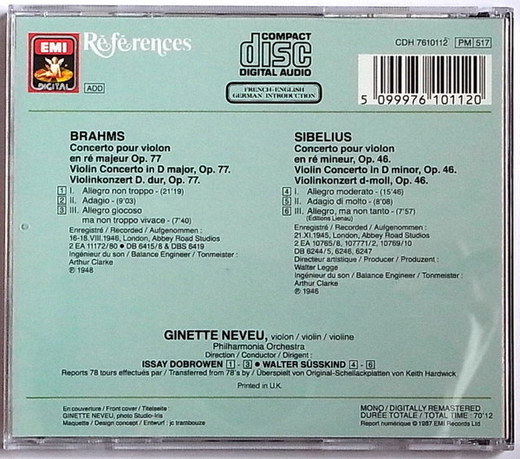 EMI
DIGITAL
Références
ADD
COMPACT
disc
DIGITAL AUDIO
FRENCH-ENGLISH
GERMAN INTRODUCTION
CDH 7610112
PM 517
5 099976 101120
BRAHMS
Concerto pour violon
en ré majeur Op. 77
Violin Concerto in D major, Op. 77.
Violinkonzert D. dur, Op. 77.
1 I. Allegro non troppo - (21'19)
2 II. Adagio - (9'03)
3 III. Allegro giocoso
ma non troppo vivace - (7'40)
Enregistré / Recorded / Aufgenommen :
16-18.VIII.1946, London, Abbey Road Studios
2 EA 11172/80 ● DB 6415/8 & DBS 6419
Ingénieur du son / Balance Engineer / Tonmeister :
Arthur Clarke
℗ 1948
SIBELIUS
Concerto pour violon
en ré mineur, Op. 46.
Violin Concerto in D minor, Op. 46.
Violinkonzert d-moll, Op. 46.
4 I. Allegro moderato - (15'46)
5 II. Adagio di molto - (8'08)
6 III. Allegro, ma non tanto - (7'57)
(Éditions Lienau)
Enregistré / Recorded / Aufgenommen :
21.XI.1945, London, Abbey Road Studios
2 EA 10765/8, 107771/2, 10769/10
DB 6244/5, 6246, 6247
Directeur artistique / Producer / Produzent :
Walter Legge
Ingénieur du son / Balance Engineer / Tonmeister :
Arthur Clarke
℗ 1946
GINETTE NEVEU, violon / violin / violine
Philharmonia Orchestra
Direction / Conductor / Dirigent :
ISSAY DOBROWEN 1 - 3 ● WALTER SÜSSKIND 4 - 6
Reports 78 tours effectués par / Transferred from 78's by / Überspielt von Original-Schellackplatten von Keith Hardwick
Printed in U.K.
En couverture / Front cover / Titelseite :
GINETTE NEVEU, photo Studio-Iris
Maquette / Design concept / Entwurf : jc trambouze
MONO / DIGITALLY REMASTERED
DURÉE TOTALE / TOTAL TIME : 70'12
Report numérique ℗ 1987 EMI Records Ltd